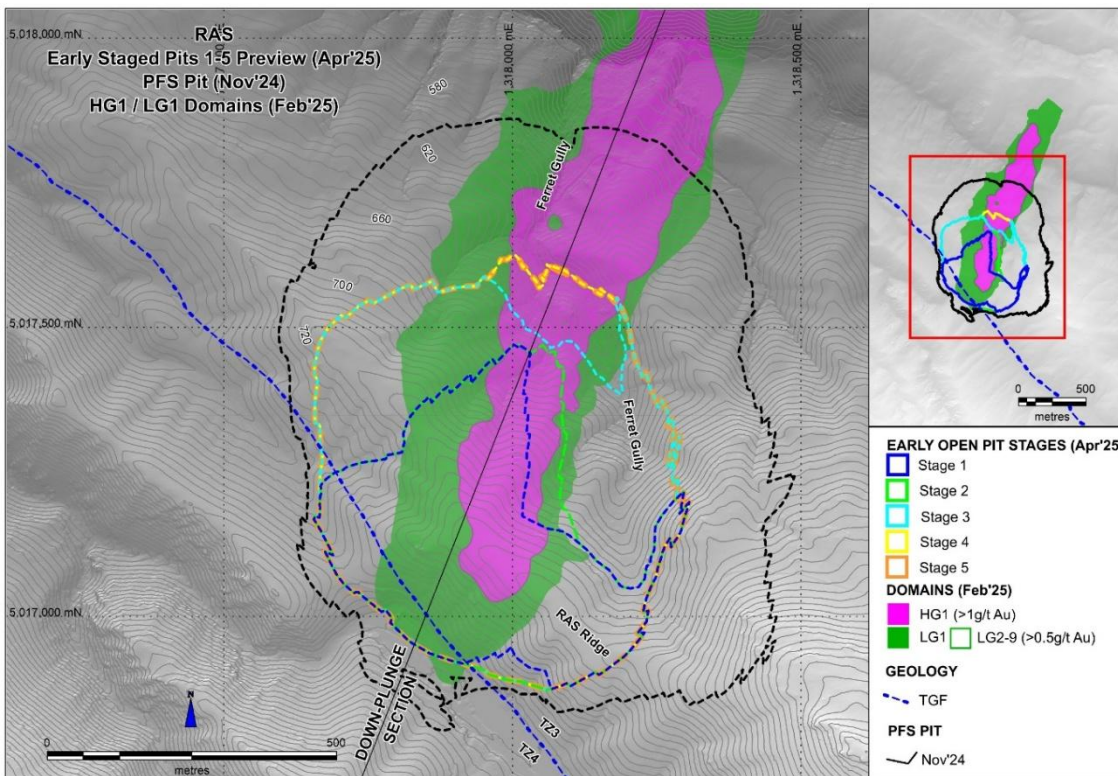 RAS
Early Staged Pits 1-5 Preview (Apr'25)
PFS Pit (Nov'24)
HG1 / LG1 Domains (Feb'25)
5,018,000 mN
1,318,000 mE
1,318,500 mE
580
620
660
700
720
Ferret Gully
5,017,500 mN
Ferret Gully
5,017,000 mN
RAS Ridge
DOWN-PLUNGE
SECTION
TZ3
TZ4
N
0 500
metres
0 500
metres
EARLY OPEN PIT STAGES (Apr'25)
Stage 1
Stage 2
Stage 3
Stage 4
Stage 5
DOMAINS (Feb'25)
HG1 (>1g/t Au)
LG1 LG2-9 (>0.5g/t Au)
GEOLOGY
TGF
PFS PIT
Nov'24